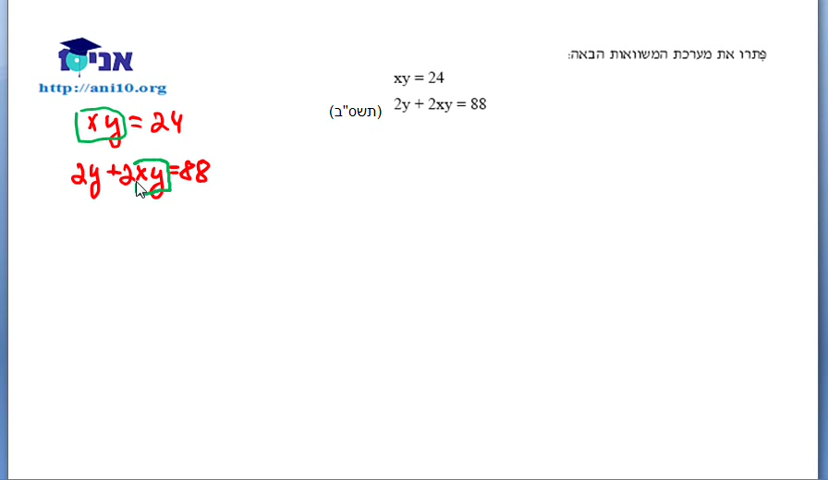 פתרו את מערכת המשוואות הבאה:
אני10
http://ani10.org
xy = 24
2y + 2xy = 88
(תשס"ב)
xy = 24
2y + 2xy = 88